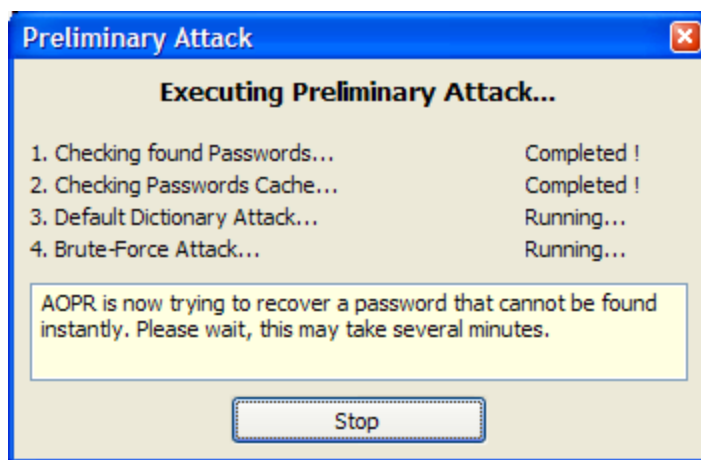 Preliminary Attack
Executing Preliminary Attack...
1. Checking found Passwords... Completed !
2. Checking Passwords Cache... Completed !
3. Default Dictionary Attack... Running...
4. Brute-Force Attack... Running...
AOPR is now trying to recover a password that cannot be found
instantly. Please wait, this may take several minutes.
Stop